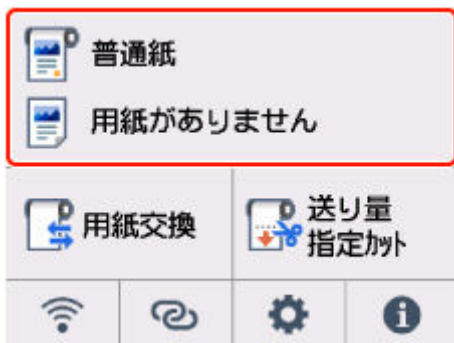 普通紙
用紙がありません
用紙交換
送り量
指定ｶｯﾄ